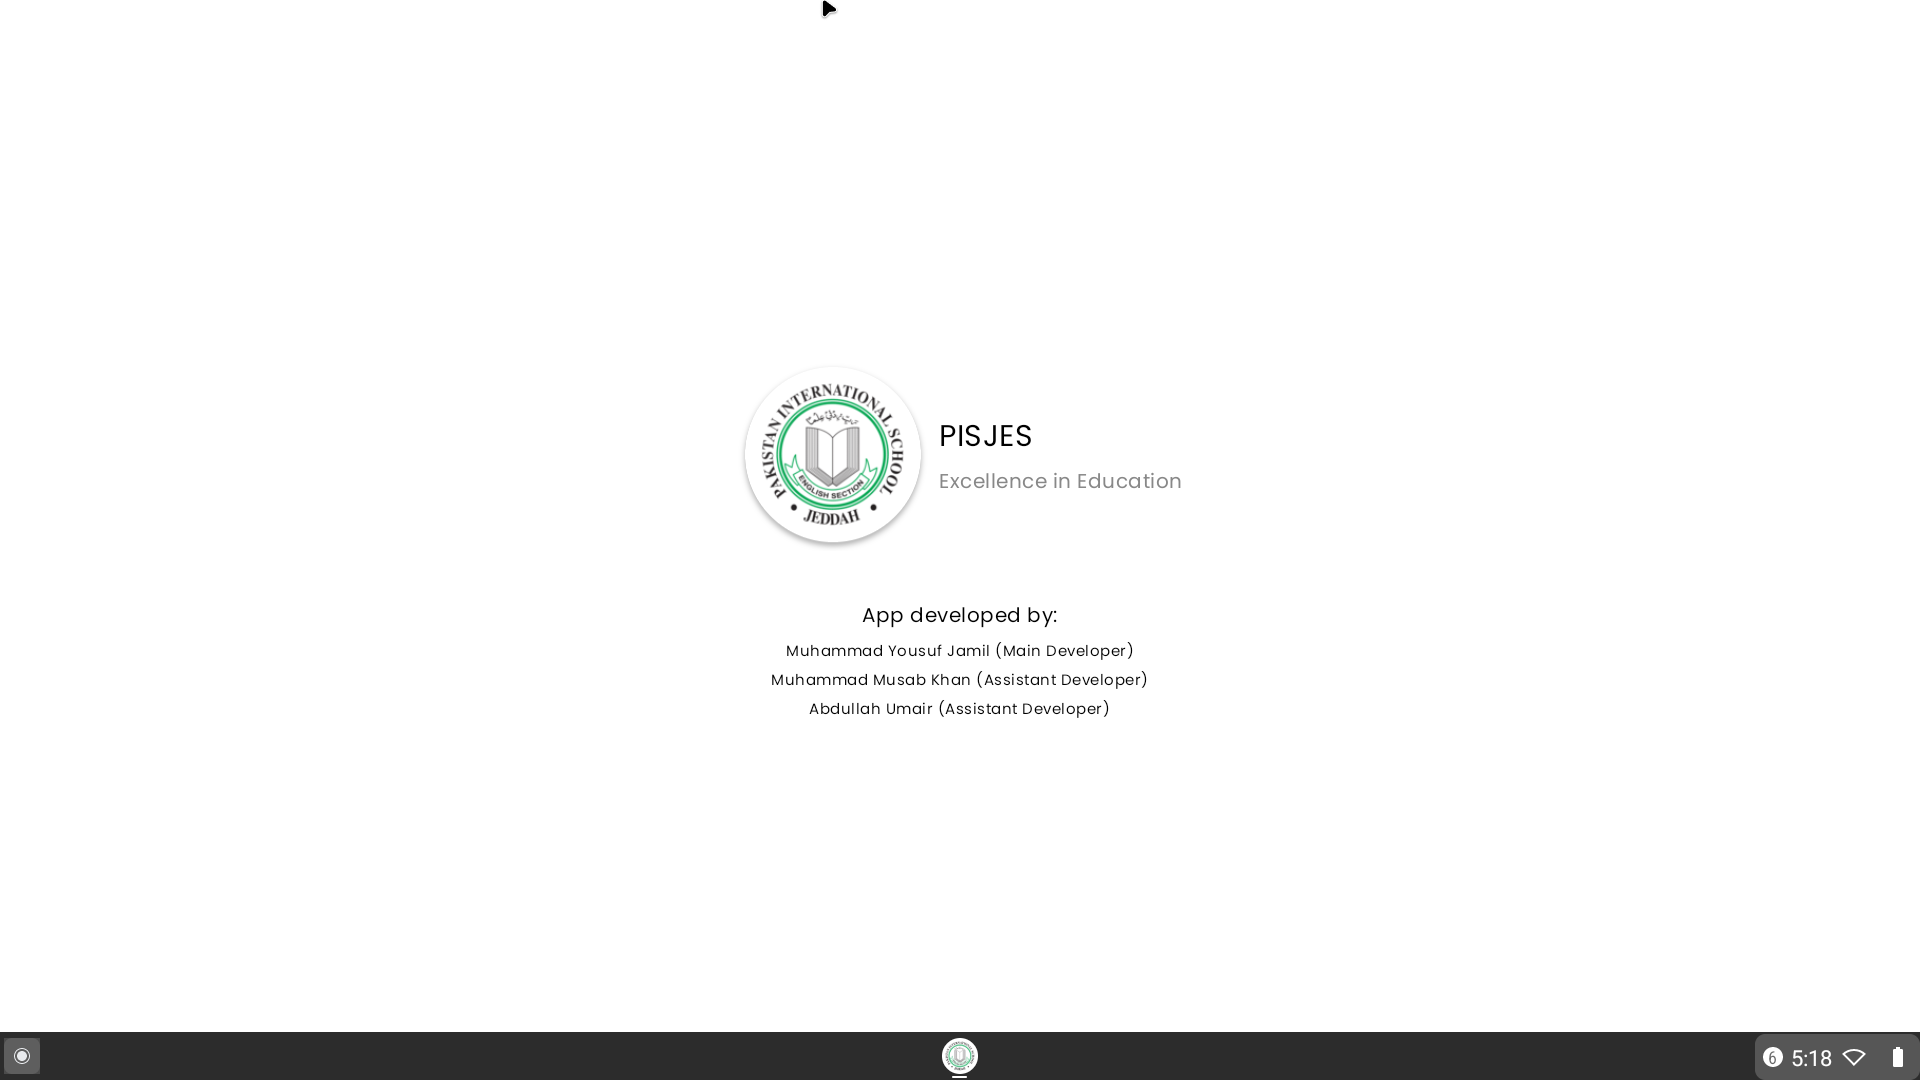 PAKISTAN INTERNATIONAL SCHOOL
ENGLISH SECTION
• JEDDAH •
PISJES
Excellence in Education
App developed by:
Muhammad Yousuf Jamil (Main Developer)
Muhammad Musab Khan (Assistant Developer)
Abdullah Umair (Assistant Developer)
6 5:18